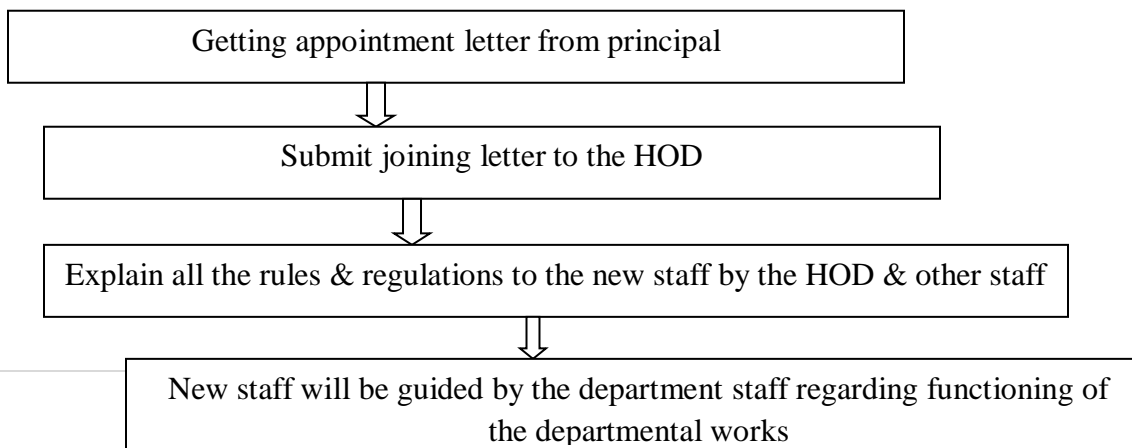 Getting appointment letter from principal
Submit joining letter to the HOD
Explain all the rules & regulations to the new staff by the HOD & other staff
New staff will be guided by the department staff regarding functioning of
the departmental works